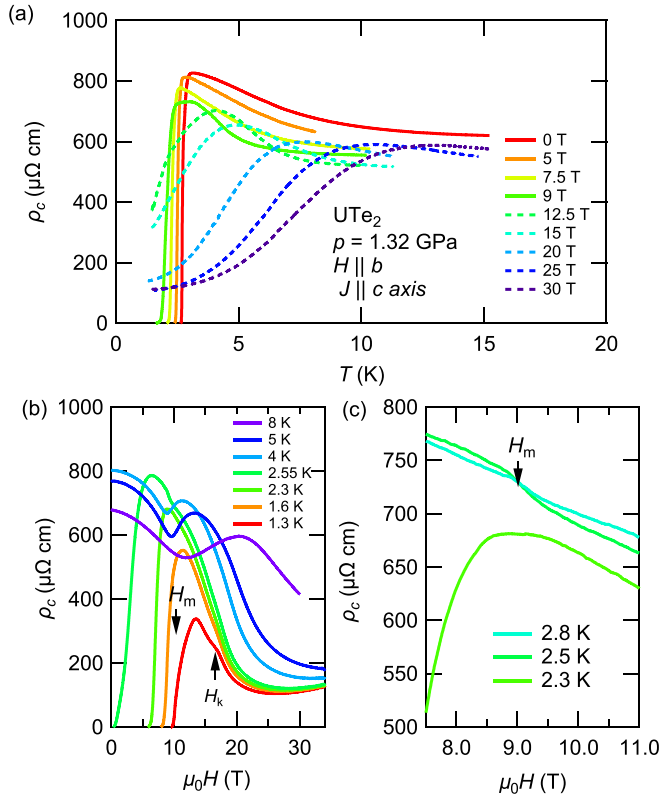 (a)
1000
800
600
400
200
0
ρc (µΩ cm)
0 5 10 15 20
T (K)
UTe2
p = 1.32 GPa
H || b
J || c axis
0 T
5 T
7.5 T
9 T
12.5 T
15 T
20 T
25 T
30 T
(b)
1000
800
600
400
200
0
ρc (µΩ cm)
0 10 20 30
µ0H (T)
8 K
5 K
4 K
2.55 K
2.3 K
1.6 K
1.3 K
Hm
Hk
(c)
800
750
700
650
600
550
500
ρc (µΩ cm)
8.0 9.0 10.0 11.0
µ0H (T)
Hm
2.8 K
2.5 K
2.3 K